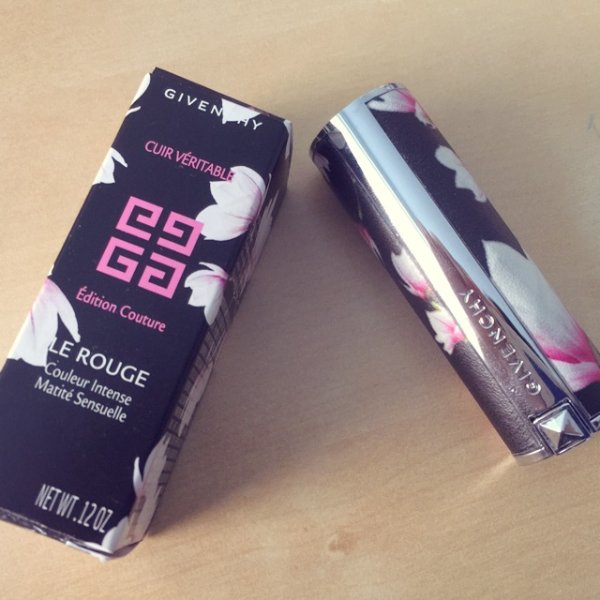 GIVENCHY
CUIR VÉRITABLE
Édition Couture
LE ROUGE
Couleur Intense
Matité Sensuelle
NET WT. .12 OZ
GIVENCHY